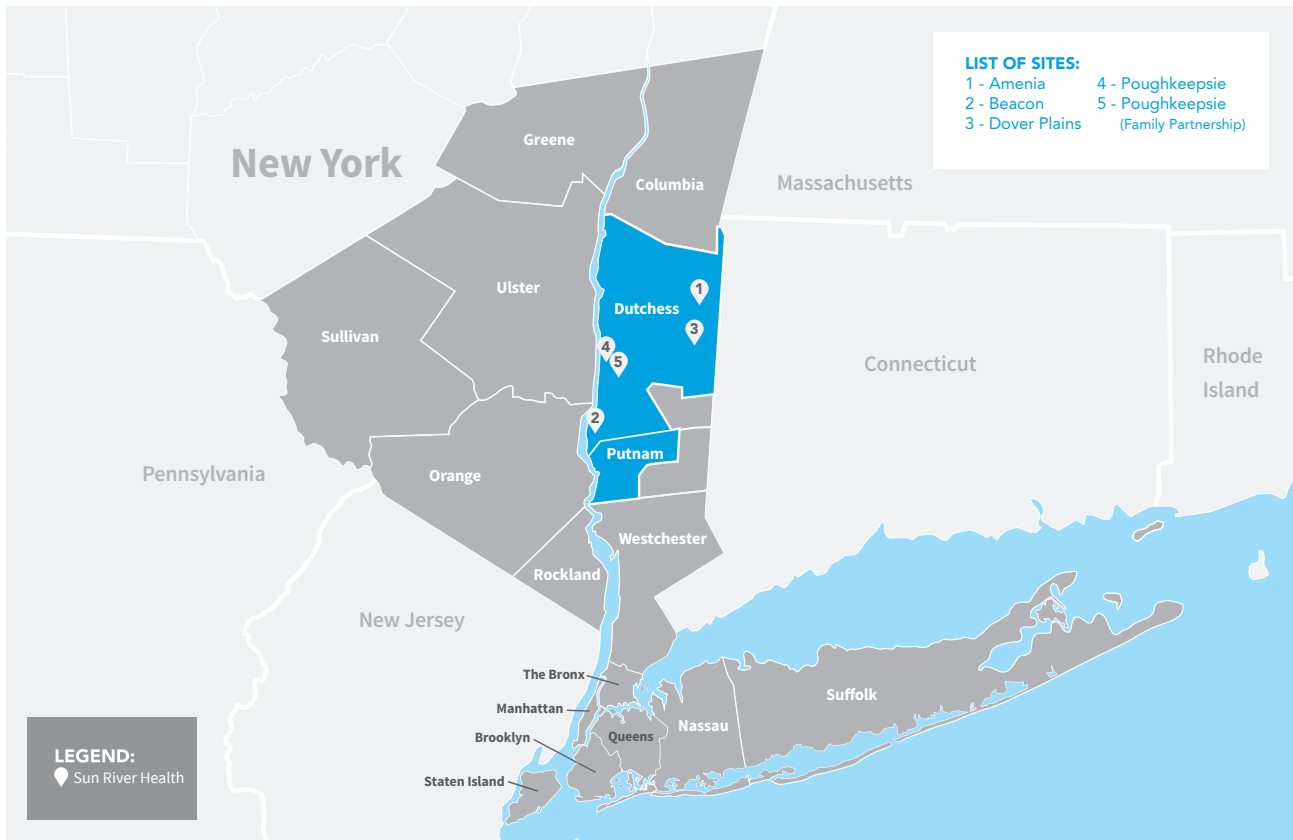 LIST OF SITES:
1 - Amenia
2 - Beacon
3 - Dover Plains
4 - Poughkeepsie
5 - Poughkeepsie
(Family Partnership)
New York
Massachusetts
Greene
Columbia
Ulster
Sullivan
Dutchess
1
3
4
5
2
Connecticut
Rhode
Island
Pennsylvania
Orange
Putnam
Westchester
Rockland
New Jersey
The Bronx
Manhattan
Brooklyn
Queens
Nassau
Suffolk
Staten Island
LEGEND:
Sun River Health